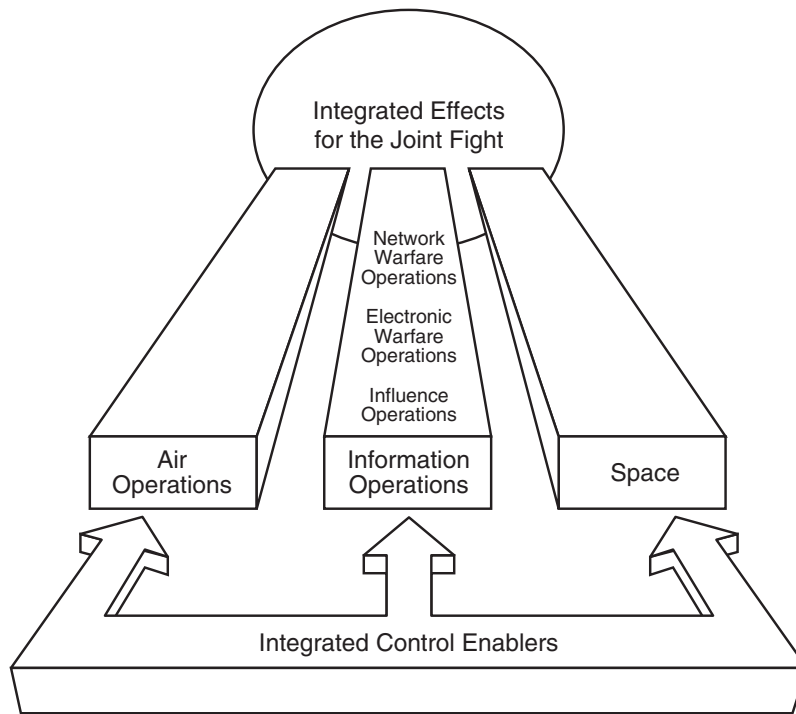 Integrated Effects
for the Joint Fight
Network
Warfare
Operations
Electronic
Warfare
Operations
Influence
Operations
Air
Operations
Information
Operations
Space
Integrated Control Enablers